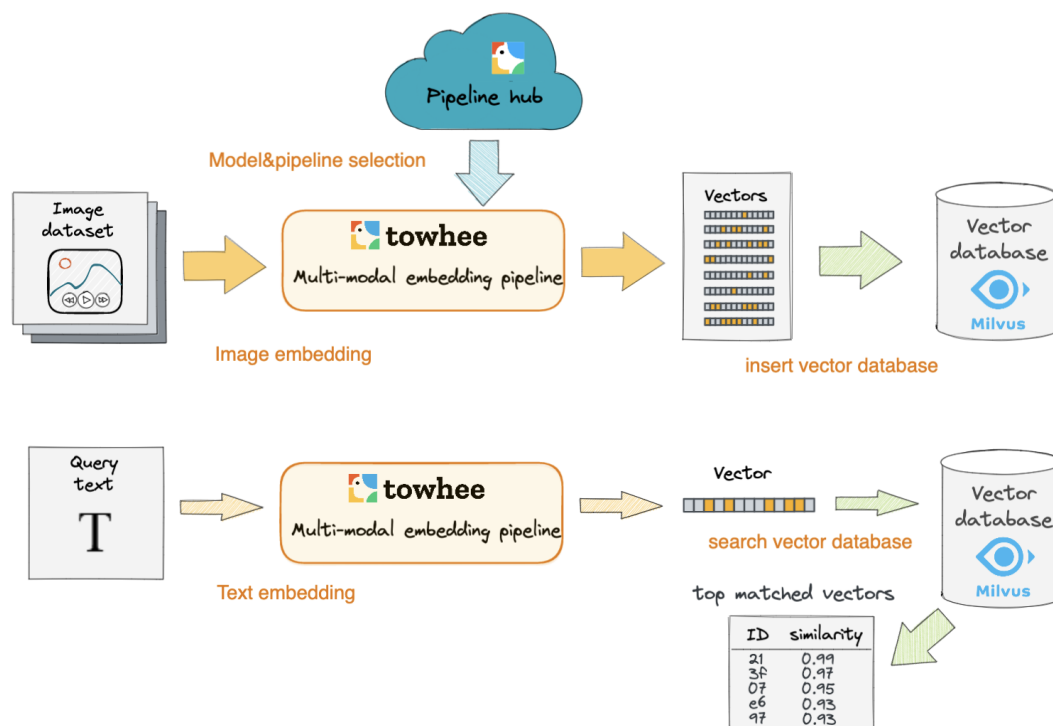 Pipeline hub
Model&pipeline selection
Image
dataset
towhee
Multi-modal embedding pipeline
Vectors
Vector
database
Milvus
Image embedding
insert vector database
Query
text
T
towhee
Multi-modal embedding pipeline
Vector
Vector
database
Milvus
search vector database
Text embedding
top matched vectors
ID similarity
21 0.99
3f 0.97
07 0.95
e6 0.93
97 0.93